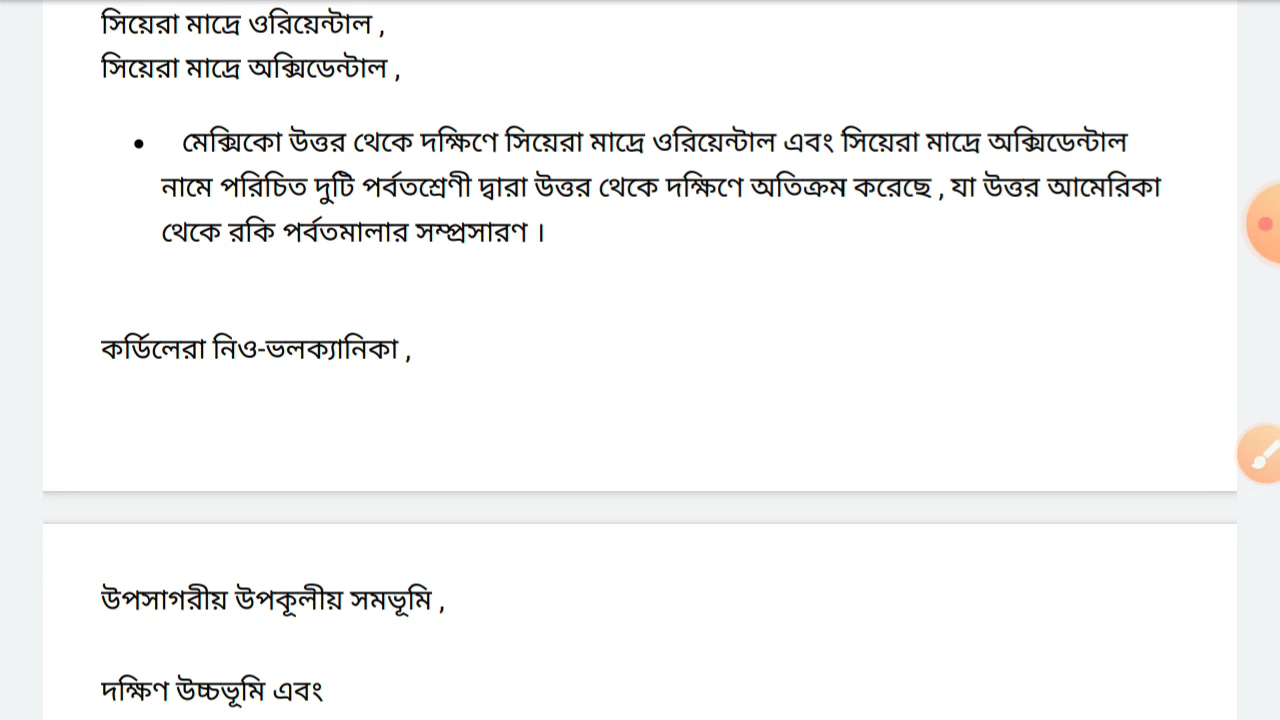 সিয়েরা মাদ্রে ওরিয়েন্টাল ,
সিয়েরা মাদ্রে অক্সিডেন্টাল ,
• মেক্সিকো উত্তর থেকে দক্ষিণে সিয়েরা মাদ্রে ওরিয়েন্টাল এবং সিয়েরা মাদ্রে অক্সিডেন্টাল
নামে পরিচিত দুটি পর্বতশ্রেণী দ্বারা উত্তর থেকে দক্ষিণে অতিক্রম করেছে , যা উত্তর আমেরিকা
থেকে রকি পর্বতমালার সম্প্রসারণ ।
কর্ডিলেরা নিও-ভলক্যানিকা ,
উপসাগরীয় উপকূলীয় সমভূমি ,
দক্ষিণ উচ্চভূমি এবং